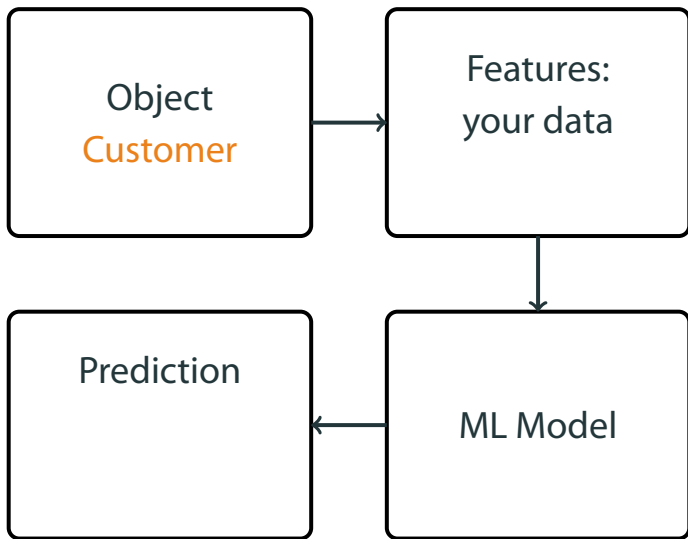 Object
Customer
Features:
your data
ML Model
Prediction